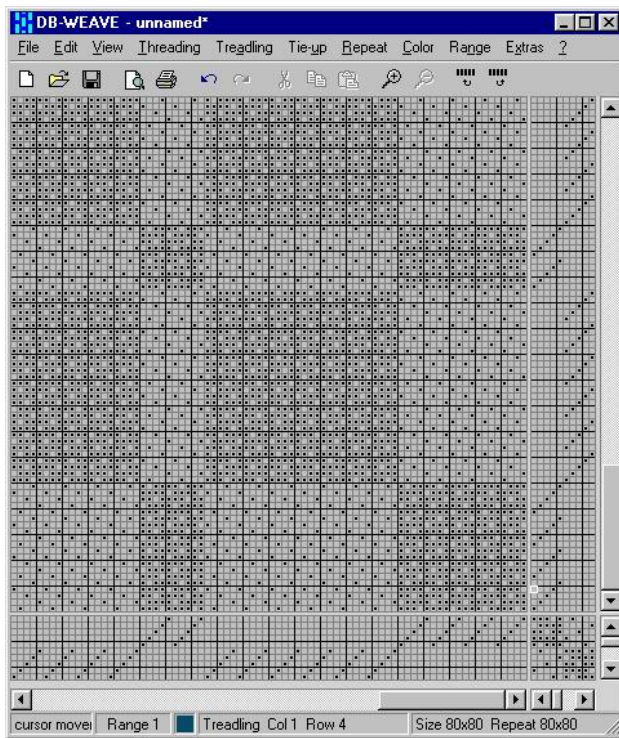 DB-WEAVE - unnamed*
File Edit View Threading Treadling Tie-up Repeat Color Range Extras ?
cursor movei Range 1 Treadling Col 1 Row 4 Size 80x80 Repeat 80x80